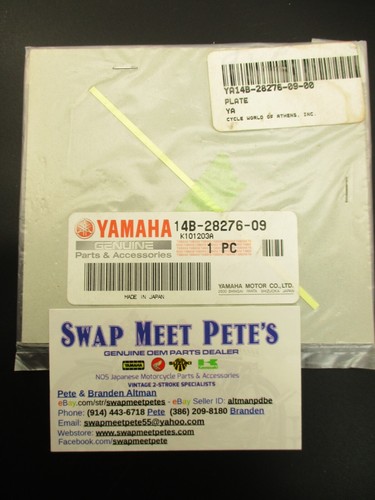 YA14B-28276-09-00
PLATE
YA
CYCLE WORLD OF ATHENS, INC.
YAMAHA 14B-28276-09
K101203A
GENUINE
1 PC
Parts & Accessories
MADE IN JAPAN
YAMAHA MOTOR CO., LTD.
SWAP MEET PETE'S
GENUINE OEM PARTS DEALER
NOS Japanese Motorcycle Parts & Accessories
VINTAGE 2-STROKE SPECIALISTS
Pete & Branden Altman
eBay.com/str/swapmeetpetes - eBay Seller ID: altmanpdbe
Phone: (914) 443-6718 Pete (386) 209-8180 Branden
Email: swapmeetpete55@yahoo.com
Webstore: www.swapmeetpetes.com
Facebook.com/swapmeetpete